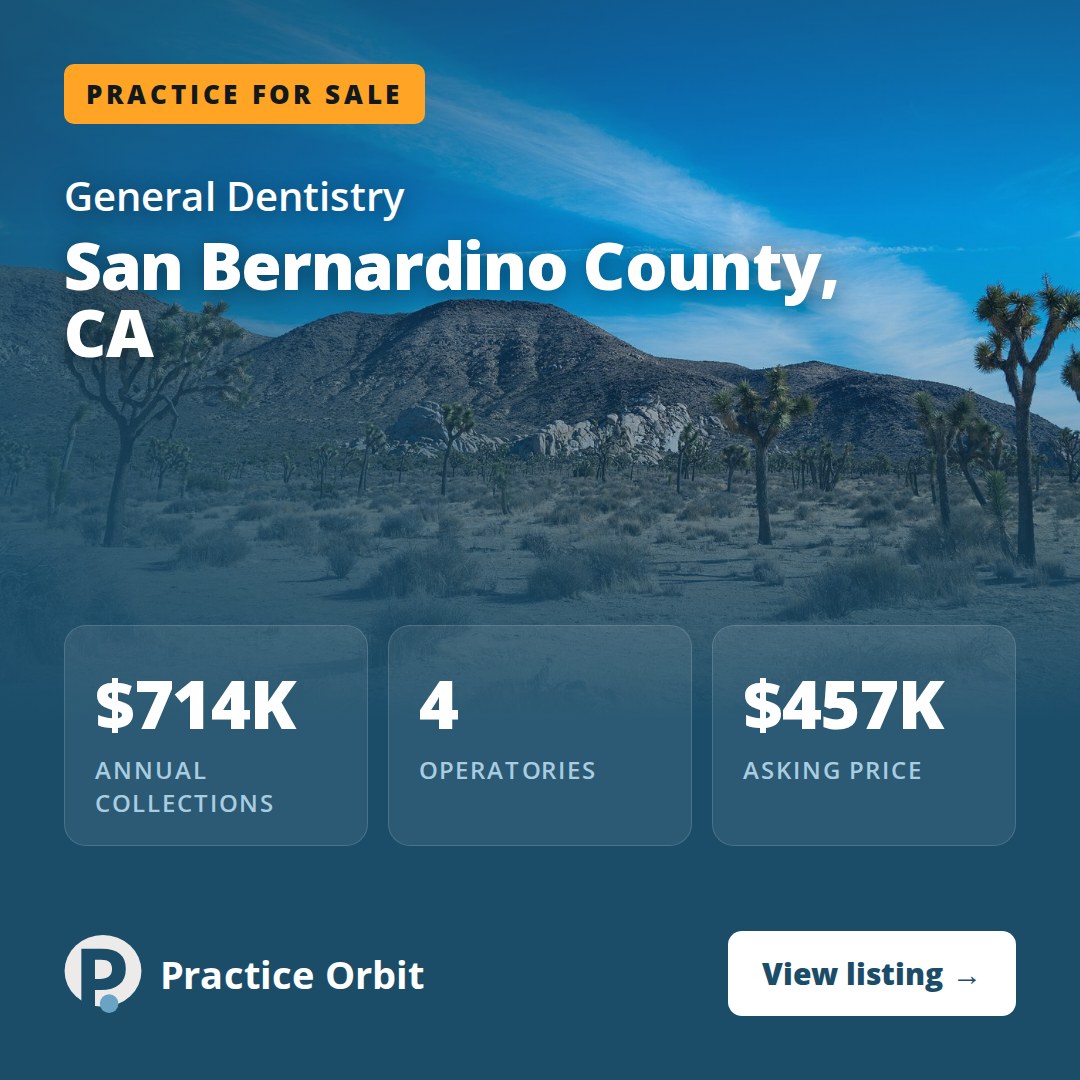 PRACTICE FOR SALE
General Dentistry
San Bernardino County,
CA
$714K
ANNUAL
COLLECTIONS
4
OPERATORIES
$457K
ASKING PRICE
Practice Orbit
View listing →